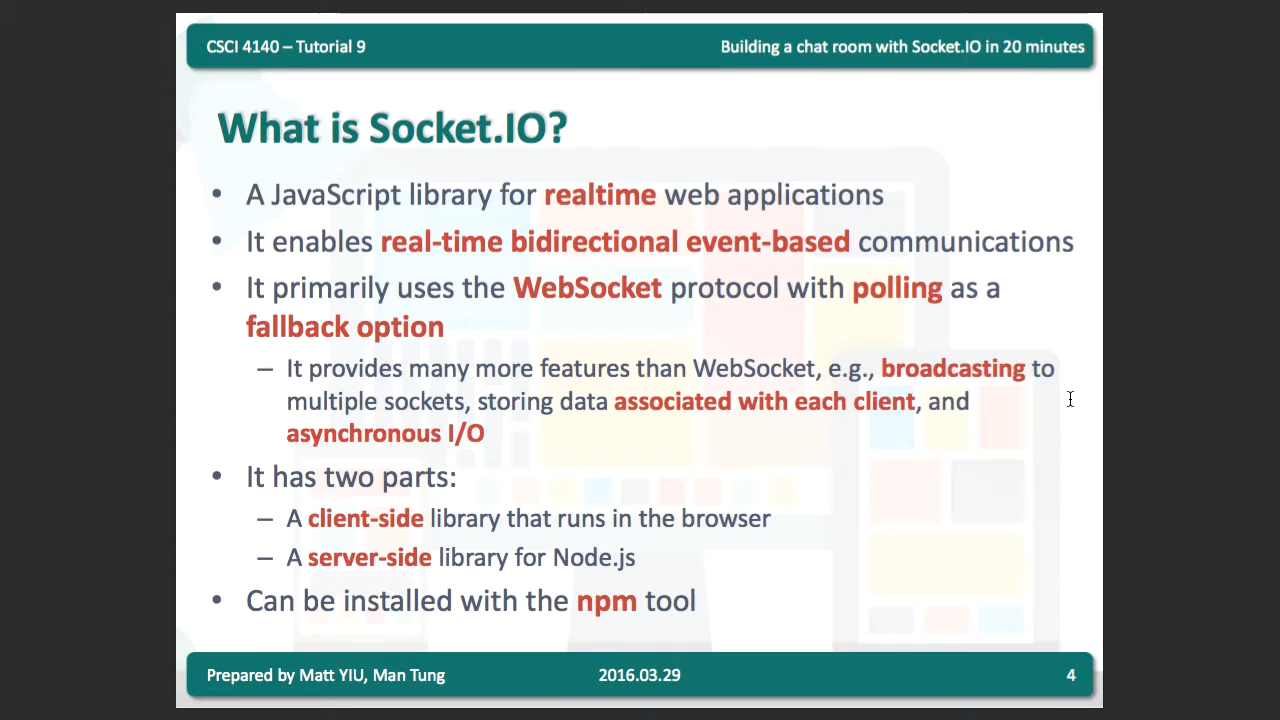 CSCI 4140 – Tutorial 9
Building a chat room with Socket.IO in 20 minutes
What is Socket.IO?
• A JavaScript library for realtime web applications
• It enables real-time bidirectional event-based communications
• It primarily uses the WebSocket protocol with polling as a
fallback option
– It provides many more features than WebSocket, e.g., broadcasting to
multiple sockets, storing data associated with each client, and
asynchronous I/O
• It has two parts:
– A client-side library that runs in the browser
– A server-side library for Node.js
• Can be installed with the npm tool
Prepared by Matt YIU, Man Tung
2016.03.29
4